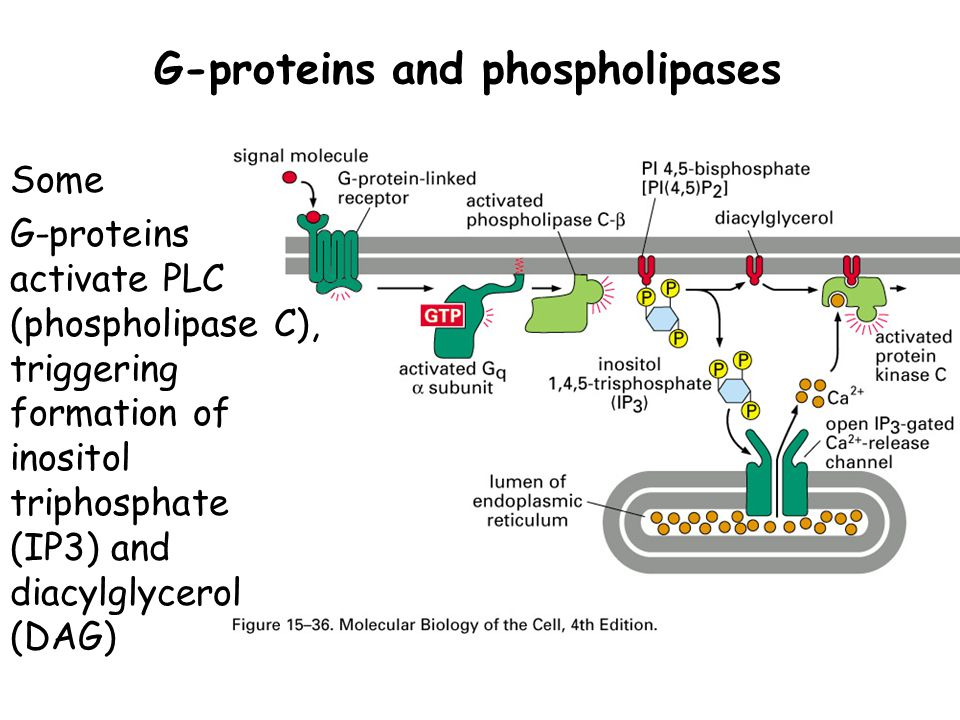 G-proteins and phospholipases
Some
G-proteins
activate PLC
(phospholipase C),
triggering
formation of
inositol
triphosphate
(IP3) and
diacylglycerol
(DAG)
signal molecule
G-protein-linked
receptor
activated
phospholipase C-β
PI 4,5-bisphosphate
[PI(4,5)P2]
diacylglycerol
GTP
activated Gq
α subunit
P
P
P
inositol
1,4,5-trisphosphate
(IP3)
P
P
P
activated
protein
kinase C
Ca2+
open IP3-gated
Ca2+-release
channel
lumen of
endoplasmic
reticulum
Figure 15–36. Molecular Biology of the Cell, 4th Edition.